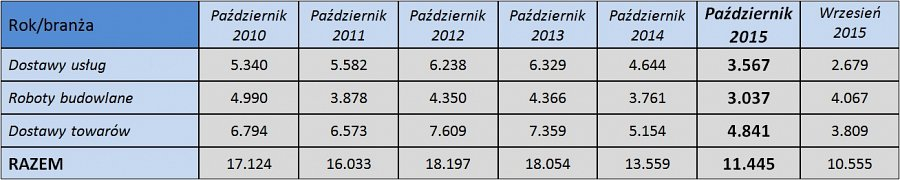 Rok/branża Październik 2010 Październik 2011 Październik 2012 Październik 2013 Październik 2014 Październik 2015 Wrzesień 2015
Dostawy usług 5.340 5.582 6.238 6.329 4.644 3.567 2.679
Roboty budowlane 4.990 3.878 4.350 4.366 3.761 3.037 4.067
Dostawy towarów 6.794 6.573 7.609 7.359 5.154 4.841 3.809
RAZEM 17.124 16.033 18.197 18.054 13.559 11.445 10.555